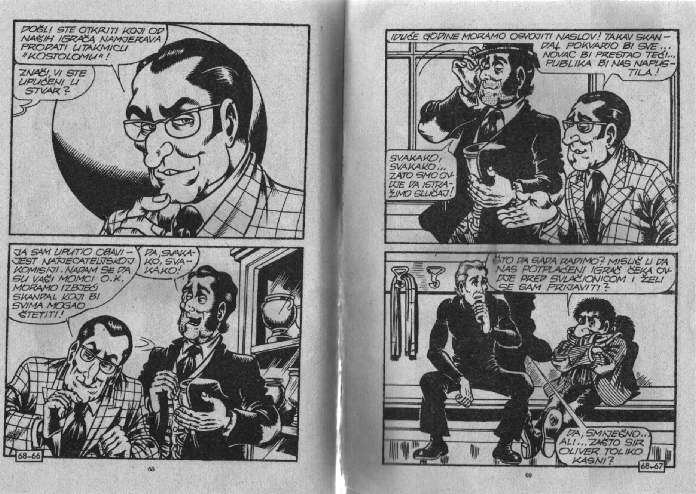 DOŠLI STE OTKRITI KOJI OD
NAŠIH IGRAČA NAMJERAVA
PRODATI UTAKMICU
"KOSTOLOMU"!
ZNAČI, VI STE
UPUĆENI U
STVAR?
JA SAM UPUTIO OBAVI-
JEST NATJECATELJSKOJ
KOMISIJI. NADAM SE DA
SU VAŠI MOMCI O.K.
MORAMO IZBJEĆI
SKANDAL KOJI BI
SVIMA MOGAO
ŠTETITI!
DA, SVAKA-
KO, SVA-
KAKO!
68-66
68
IDUĆE GODINE MORAMO OSVOJITI NASLOV! TAKAV SKAN-
DAL POKVARIO BI SVE...
NOVAC BI PRESTAO TEĆI...
PUBLIKA BI NAS NAPUS-
TILA!
SVAKAKO,
SVAKAKO...
ZATO SMO OV-
DJE DA ISTRA-
ŽIMO SLUČAJ!
ŠTO DA SADA RADIMO? MISLIŠ LI DA
NAS POTPLAĆENI IGRAČ ČEKA OV-
DJE PRED SVLAČIONICOM I ŽELI
SE SAM PRIJAVITI?
DA, SMIJEŠNO...
ALI... ZAŠTO SIR
OLIVER TOLIKO
KASNI?
68-67
69